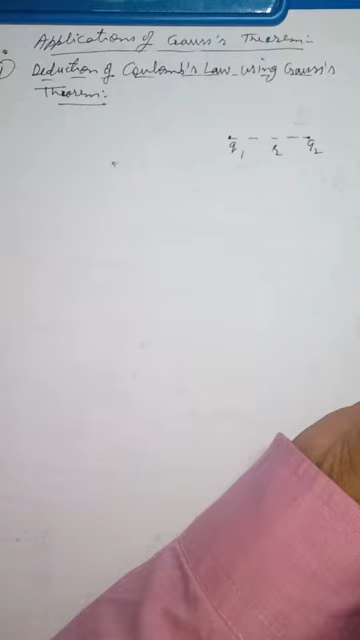 Applications of Gauss's Theorem:-
1 Deduction of Coulomb's Law using Gauss's
Theorem:-
q1 r q2